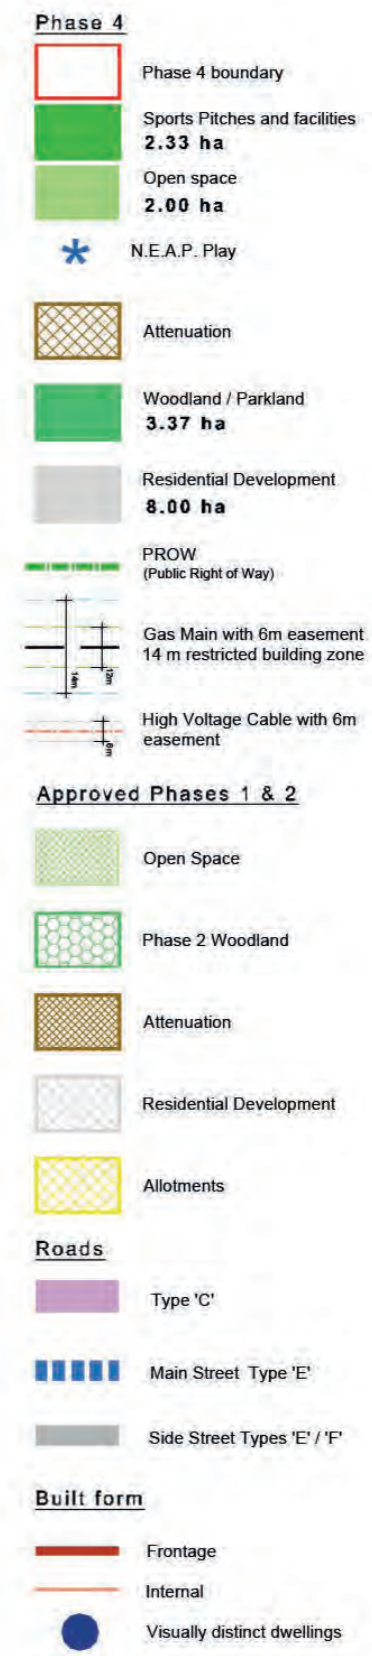 Phase 4
Phase 4 boundary
Sports Pitches and facilities
2.33 ha
Open space
2.00 ha
N.E.A.P. Play
Attenuation
Woodland / Parkland
3.37 ha
Residential Development
8.00 ha
PROW
(Public Right of Way)
Gas Main with 6m easement
14 m restricted building zone
12m
14m
High Voltage Cable with 6m
easement
6m
Approved Phases 1 & 2
Open Space
Phase 2 Woodland
Attenuation
Residential Development
Allotments
Roads
Type 'C'
Main Street Type 'E'
Side Street Types 'E' / 'F'
Built form
Frontage
Internal
Visually distinct dwellings